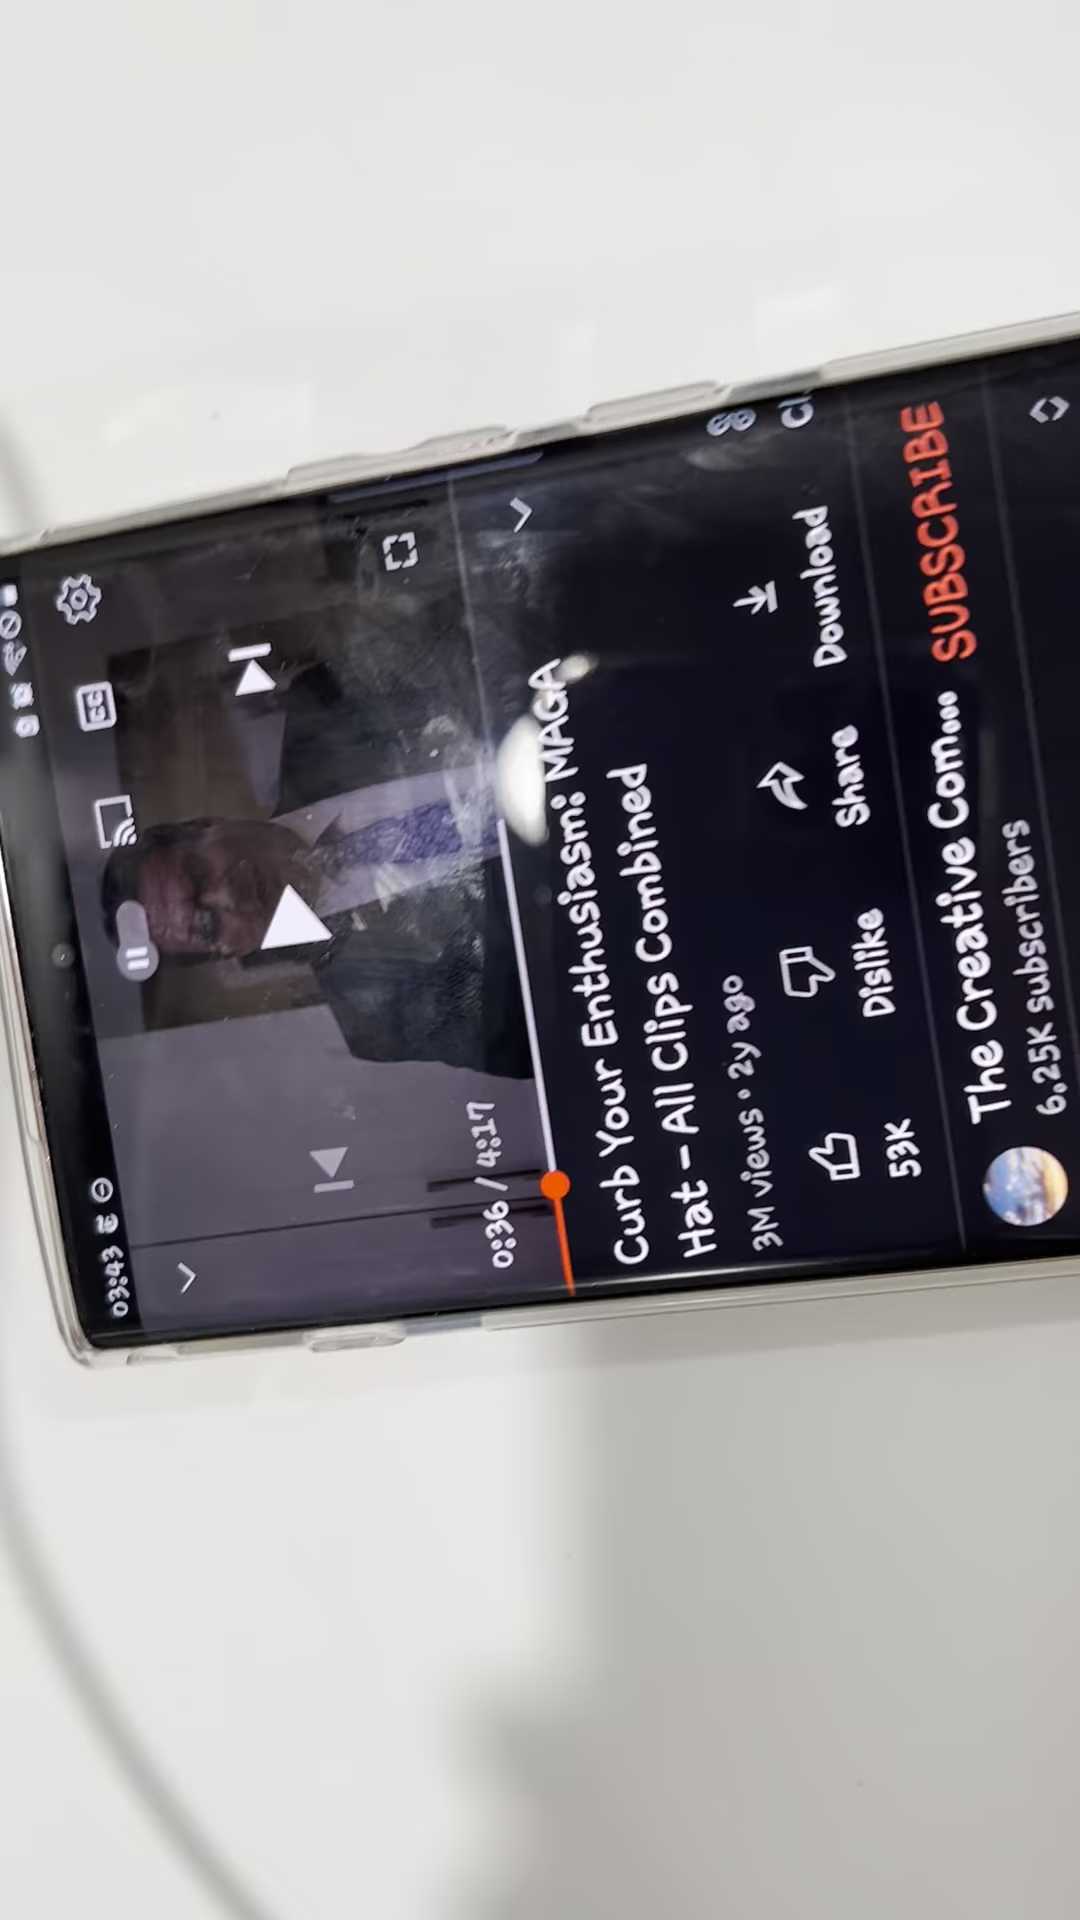 03:43
CC
0:36 / 4:17
Curb Your Enthusiasm: MAGA
Hat - All Clips Combined
3M views • 2y ago
53K
Dislike
Share
Download
The Creative Com...
6.25K subscribers
SUBSCRIBE